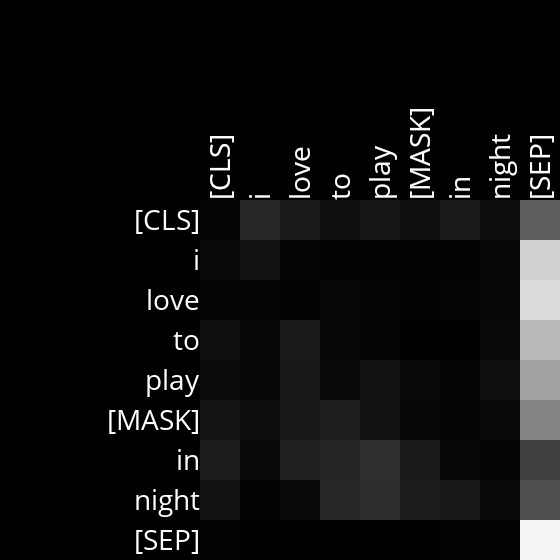 [CLS]
i
love
to
play
[MASK]
in
night
[SEP]
[CLS]
i
love
to
play
[MASK]
in
night
[SEP]